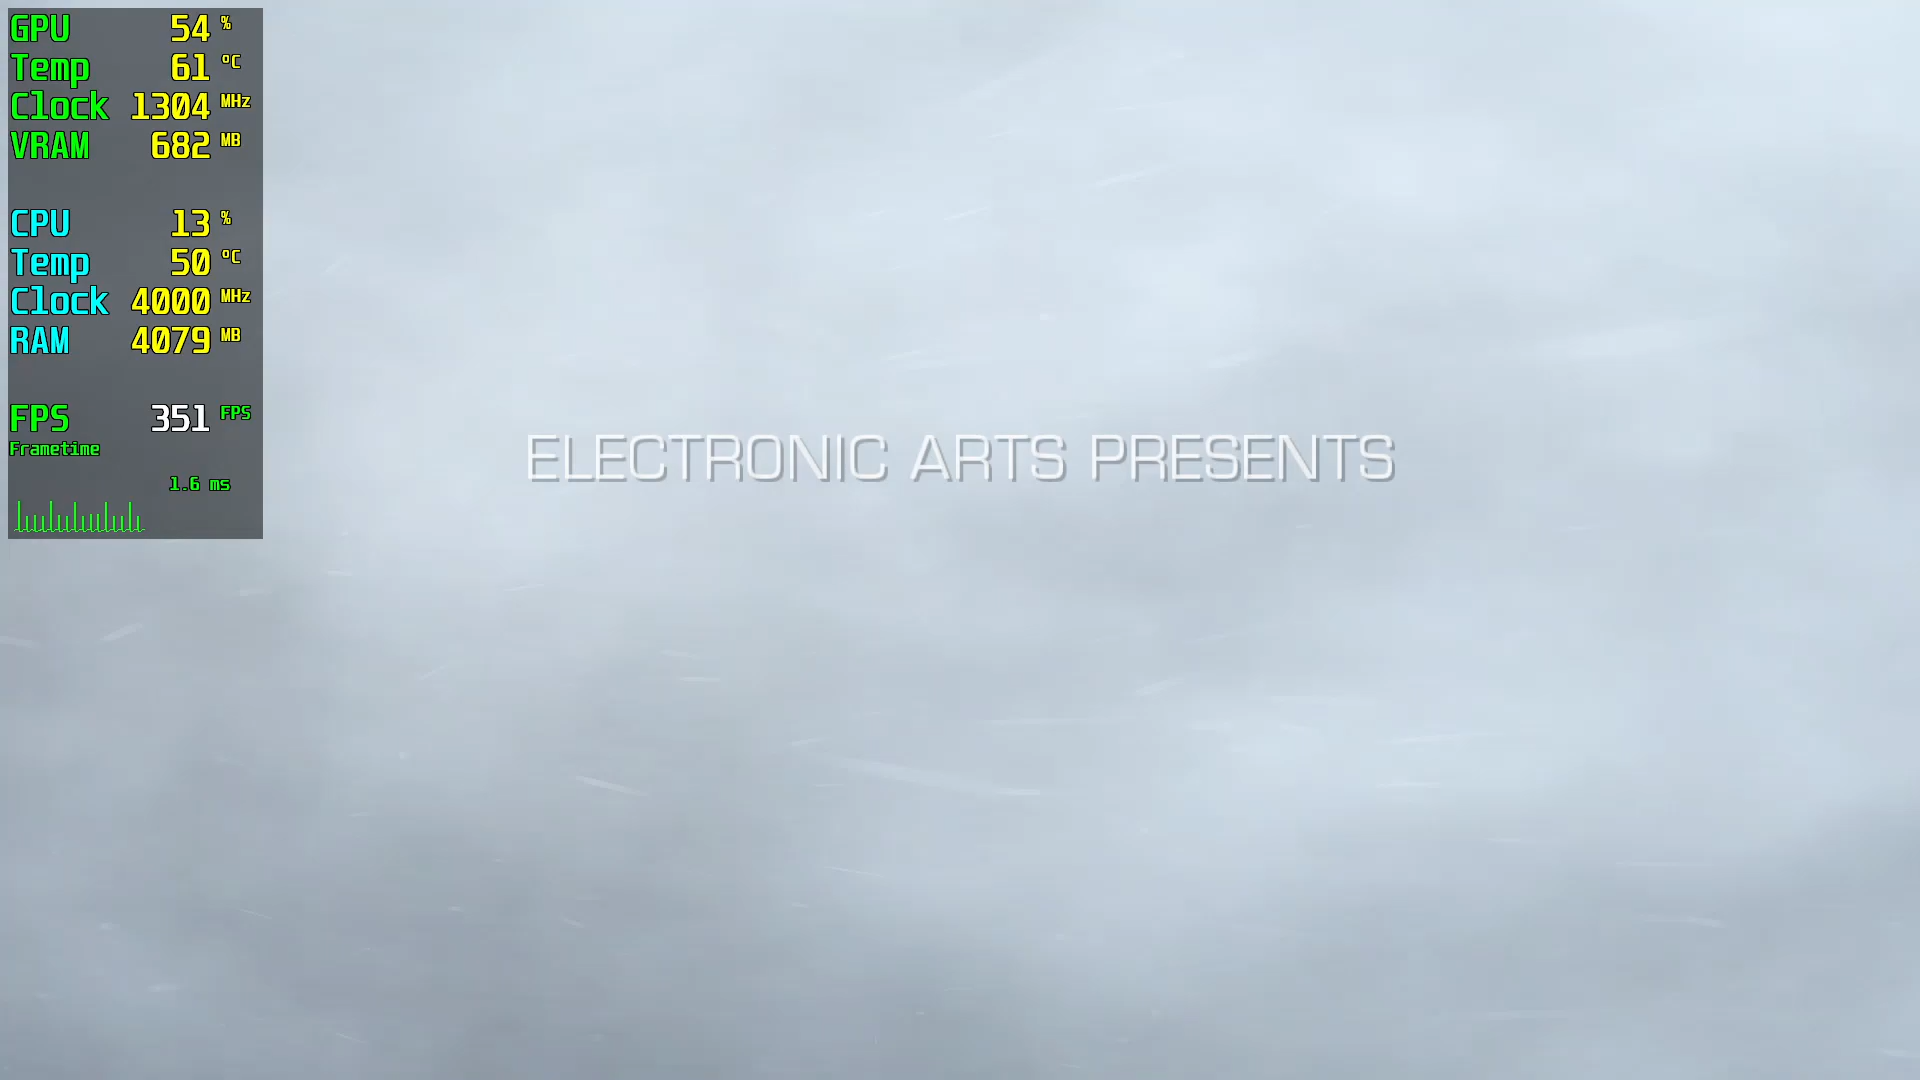 GPU 54 %
Temp 61 °C
Clock 1304 MHz
VRAM 682 MB
CPU 13 %
Temp 50 °C
Clock 4000 MHz
RAM 4079 MB
FPS 351 FPS
Frametime
1.6 ms
ELECTRONIC ARTS PRESENTS